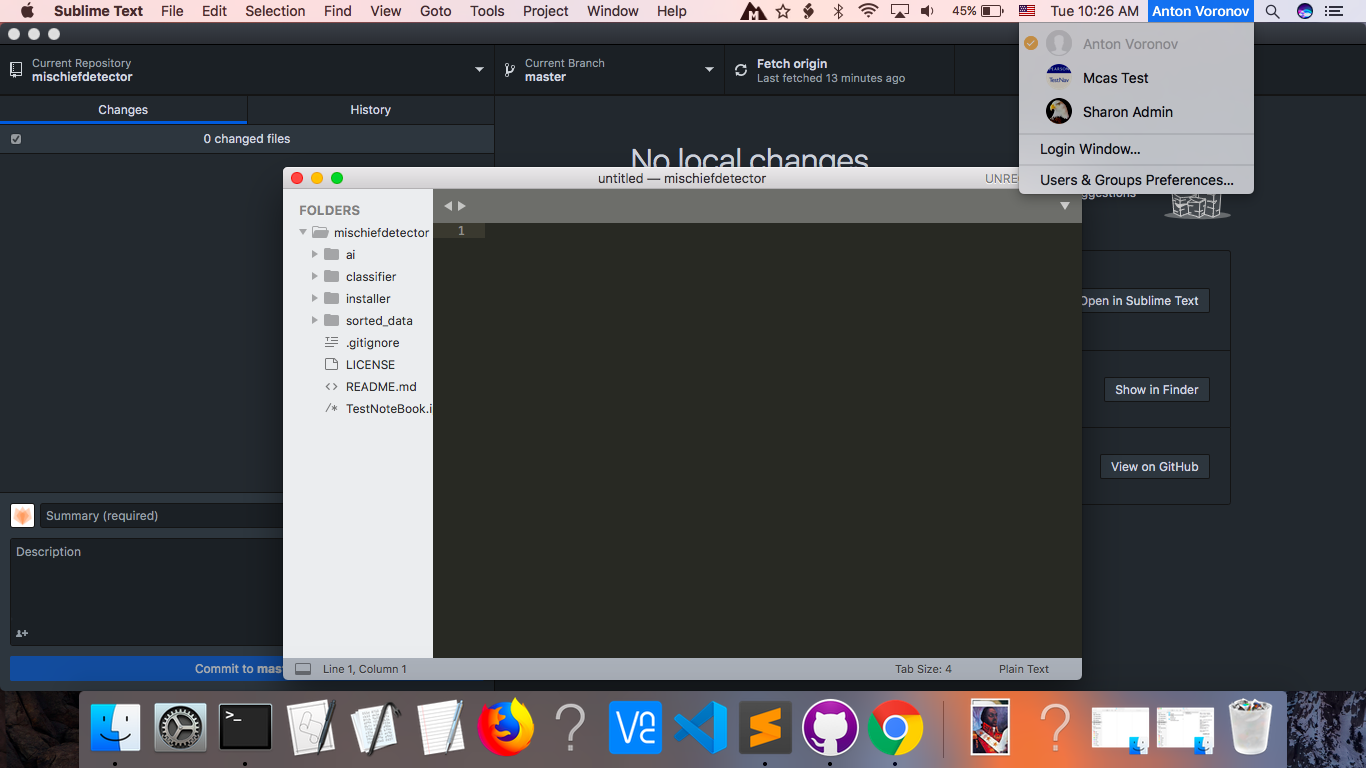 Sublime Text File Edit Selection Find View Goto Tools Project Window Help 45% Tue 10:26 AM Anton Voronov
Anton Voronov
Mcas Test
Sharon Admin
Login Window...
Users & Groups Preferences...
Current Repository
mischiefdetector
Current Branch
master
Fetch origin
Last fetched 13 minutes ago
Changes
History
0 changed files
No local changes
untitled — mischiefdetector
UNRE
FOLDERS
mischiefdetector
ai
classifier
installer
sorted_data
.gitignore
LICENSE
README.md
TestNoteBook.i
1
Open in Sublime Text
Show in Finder
View on GitHub
Summary (required)
Description
Commit to mas
Line 1, Column 1
Tab Size: 4
Plain Text